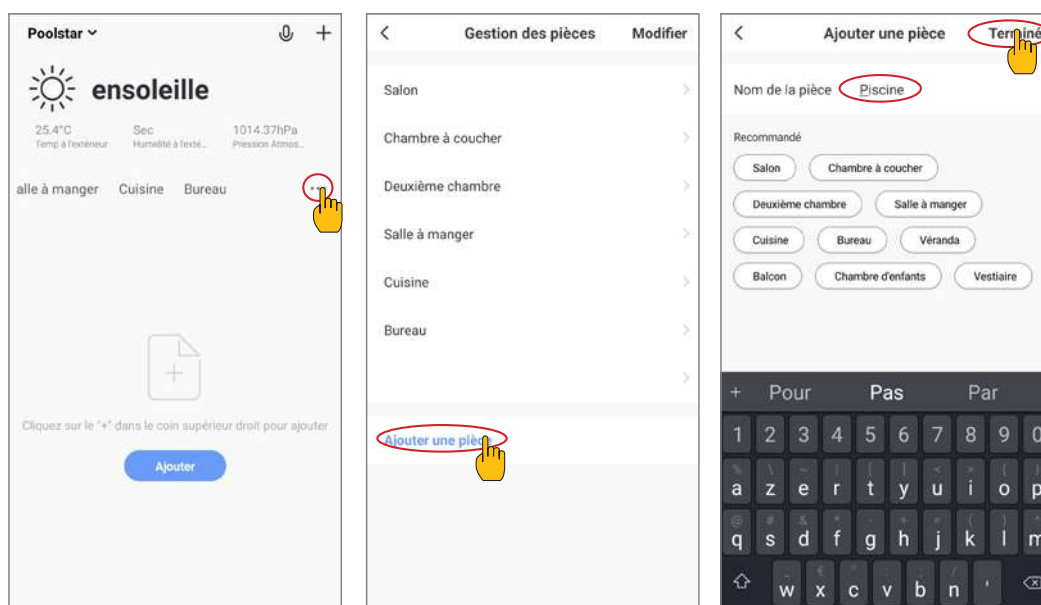 Poolstar
ensoleille
25.4°C Sec 1014.37hPa
Temp à l'extérieur Humidité à l'exté... Pression Atmos...
alle à manger Cuisine Bureau
Cliquez sur le "+" dans le coin supérieur droit pour ajouter
Ajouter
Gestion des pièces Modifier
Salon
Chambre à coucher
Deuxième chambre
Salle à manger
Cuisine
Bureau
Ajouter une pièce
Ajouter une pièce Terminé
Nom de la pièce Piscine
Recommandé
Salon Chambre à coucher
Deuxième chambre Salle à manger
Cuisine Bureau Véranda
Balcon Chambre d'enfants Vestiaire
+ Pour Pas Par
1 2 3 4 5 6 7 8 9 0
a z e r t y u i o p
q s d f g h j k l m
w x c v b n '